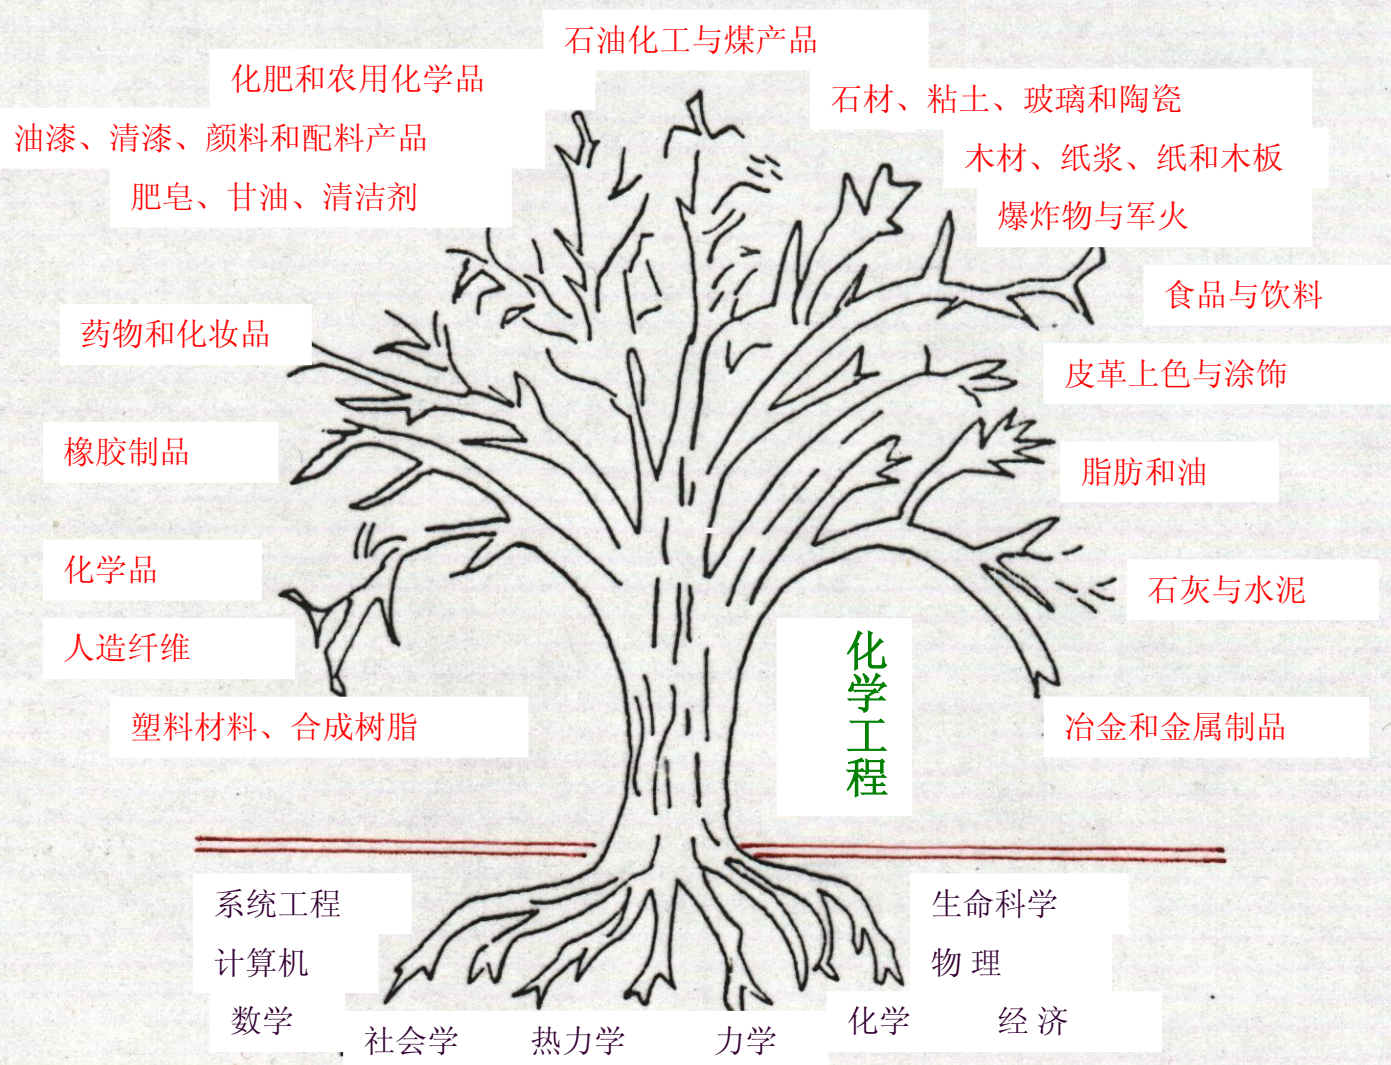 石油化工与煤产品
化肥和农用化学品
石材、粘土、玻璃和陶瓷
油漆、清漆、颜料和配料产品
木材、纸浆、纸和木板
肥皂、甘油、清洁剂
爆炸物与军火
食品与饮料
药物和化妆品
皮革上色与涂饰
橡胶制品
脂肪和油
化学品
石灰与水泥
人造纤维
化学工程
塑料材料、合成树脂
冶金和金属制品
系统工程
生命科学
计算机
物 理
数学
化学
经 济
社会学
热力学
力学